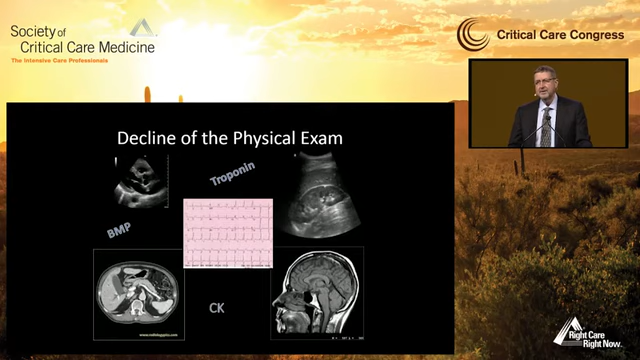 Society of
Critical Care Medicine
The Intensive Care Professionals
Critical Care Congress
Decline of the Physical Exam
Troponin
BMP
CK
www.radiologypics.com
Right Care
Right Now